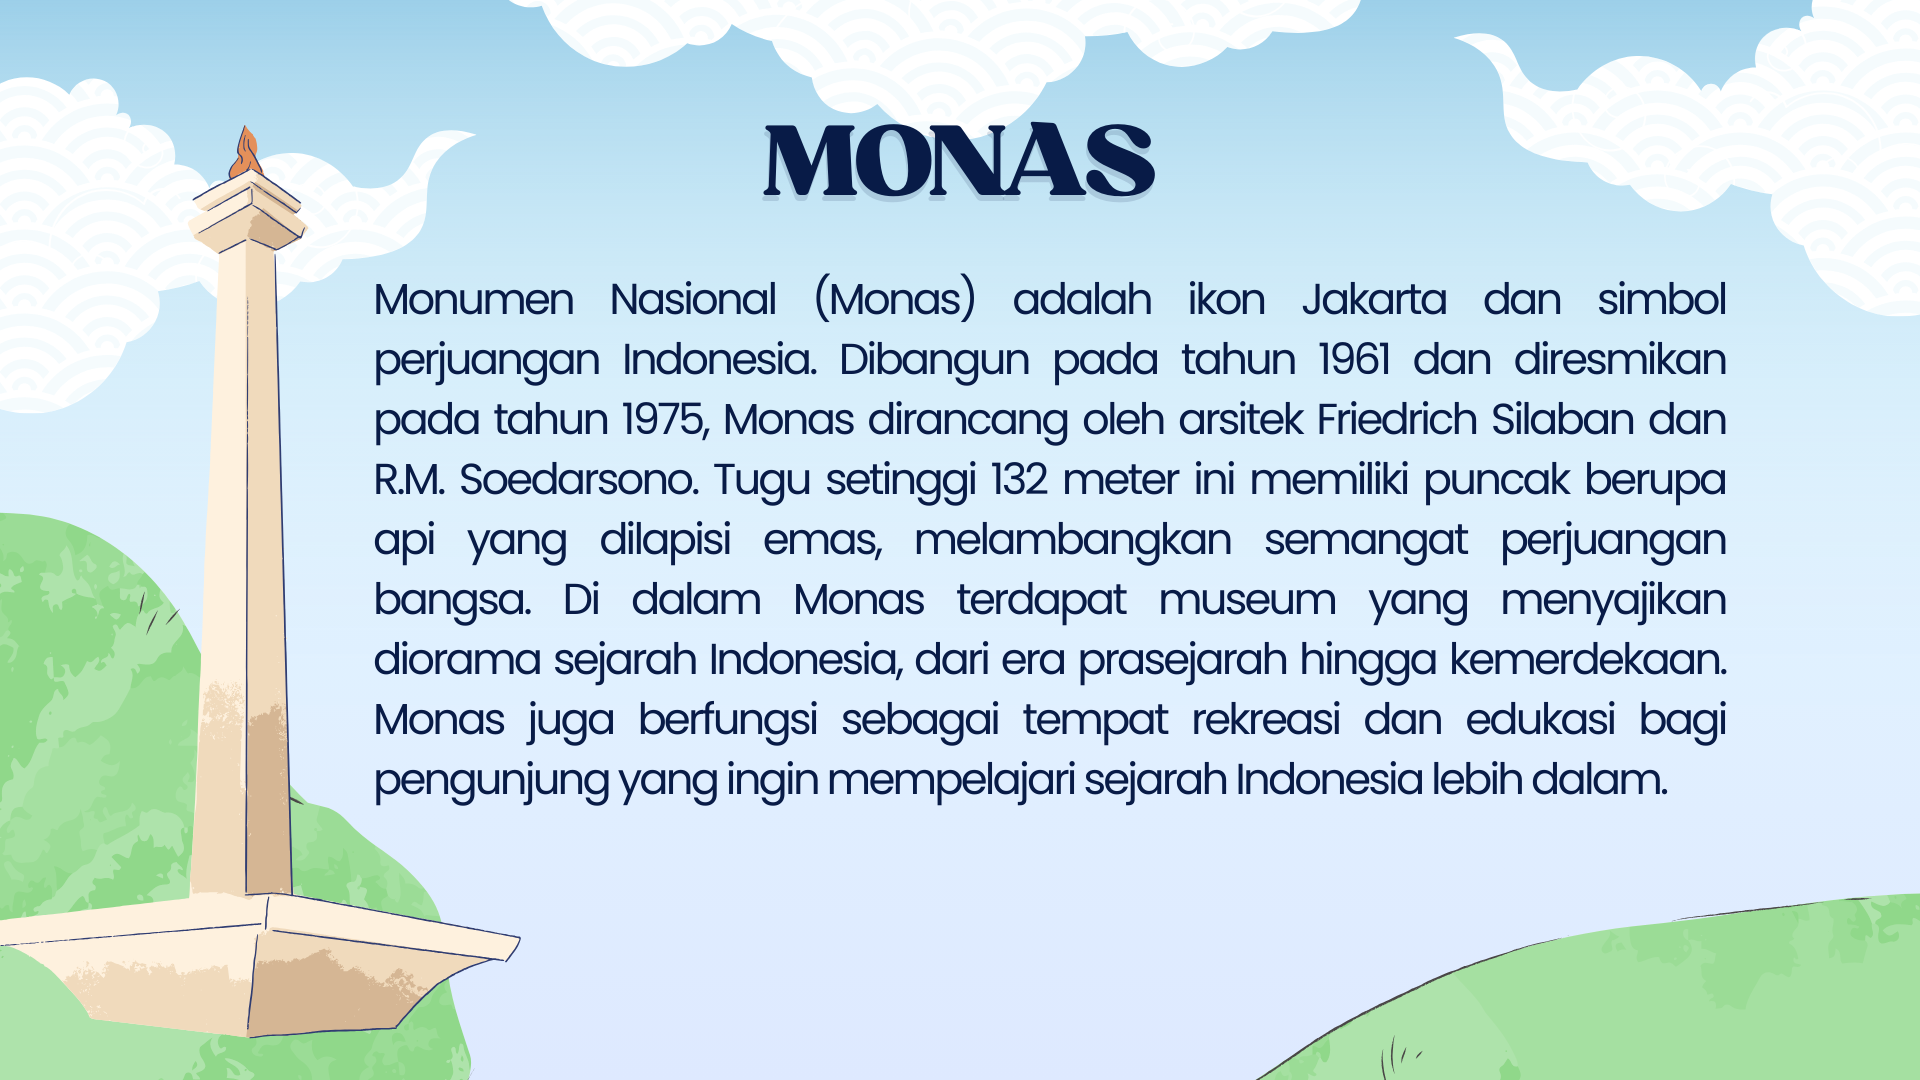 MONAS
Monumen Nasional (Monas) adalah ikon Jakarta dan simbol
perjuangan Indonesia. Dibangun pada tahun 1961 dan diresmikan
pada tahun 1975, Monas dirancang oleh arsitek Friedrich Silaban dan
R.M. Soedarsono. Tugu setinggi 132 meter ini memiliki puncak berupa
api yang dilapisi emas, melambangkan semangat perjuangan
bangsa. Di dalam Monas terdapat museum yang menyajikan
diorama sejarah Indonesia, dari era prasejarah hingga kemerdekaan.
Monas juga berfungsi sebagai tempat rekreasi dan edukasi bagi
pengunjung yang ingin mempelajari sejarah Indonesia lebih dalam.